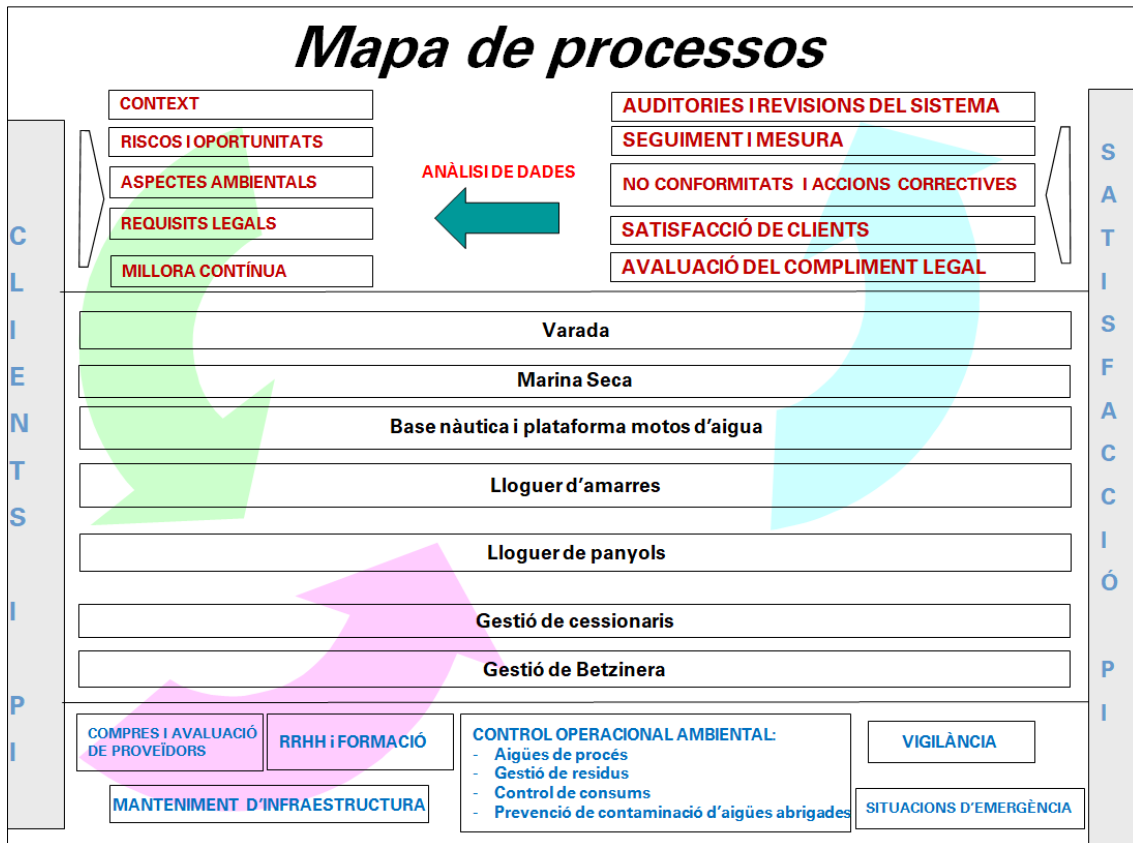 Mapa de processos
CLIENTS I PI
CONTEXT
RISCOS I OPORTUNITATS
ASPECTES AMBIENTALS
REQUISITS LEGALS
MILLORA CONTÍNUA
ANÀLISI DE DADES
AUDITORIES I REVISIONS DEL SISTEMA
SEGUIMENT I MESURA
NO CONFORMITATS I ACCIONS CORRECTIVES
SATISFACCIÓ DE CLIENTS
AVALUACIÓ DEL COMPLIMENT LEGAL
SATISFACCIÓ PI
Varada
Marina Seca
Base nàutica i plataforma motos d'aigua
Lloguer d'amarres
Lloguer de panyols
Gestió de cessionaris
Gestió de Betzinera
COMPRES I AVALUACIÓ
DE PROVEÏDORS
RRHH i FORMACIÓ
MANTENIMENT D'INFRAESTRUCTURA
CONTROL OPERACIONAL AMBIENTAL:
- Aigües de procés
- Gestió de residus
- Control de consums
- Prevenció de contaminació d'aigües abrigades
VIGILÀNCIA
SITUACIONS D'EMERGÈNCIA